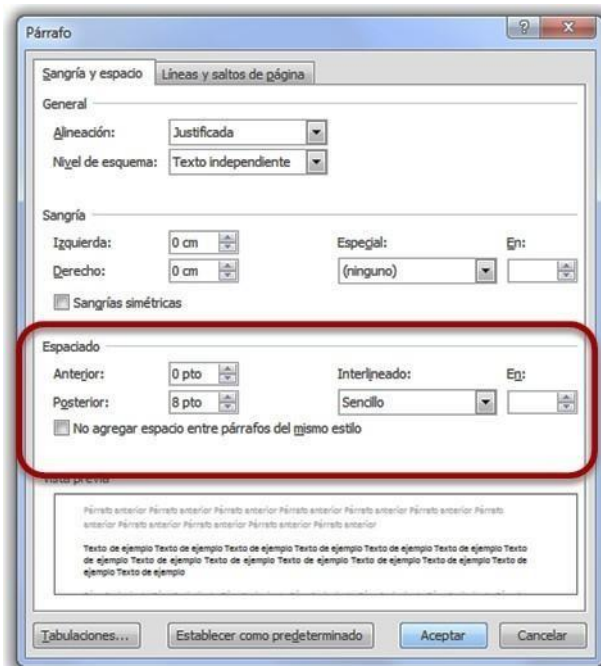 Párrafo
Sangría y espacio Líneas y saltos de página
General
Alineación: Justificada
Nivel de esquema: Texto independiente
Sangría
Izquierda: 0 cm Especial: En:
Derecho: 0 cm (ninguno)
Sangrías simétricas
Espaciado
Anterior: 0 pto Interlineado: En:
Posterior: 8 pto Sencillo
No agregar espacio entre párrafos del mismo estilo
Vista previa
Párrafo anterior Párrafo anterior Párrafo anterior Párrafo anterior Párrafo anterior Párrafo anterior Párrafo
anterior Párrafo anterior Párrafo anterior Párrafo anterior Párrafo anterior
Texto de ejemplo Texto de ejemplo Texto de ejemplo Texto de ejemplo Texto de ejemplo Texto de ejemplo Texto
de ejemplo Texto de ejemplo Texto de ejemplo Texto de ejemplo Texto de ejemplo Texto de ejemplo Texto de
ejemplo Texto de ejemplo
Tabulaciones... Establecer como predeterminado Aceptar Cancelar